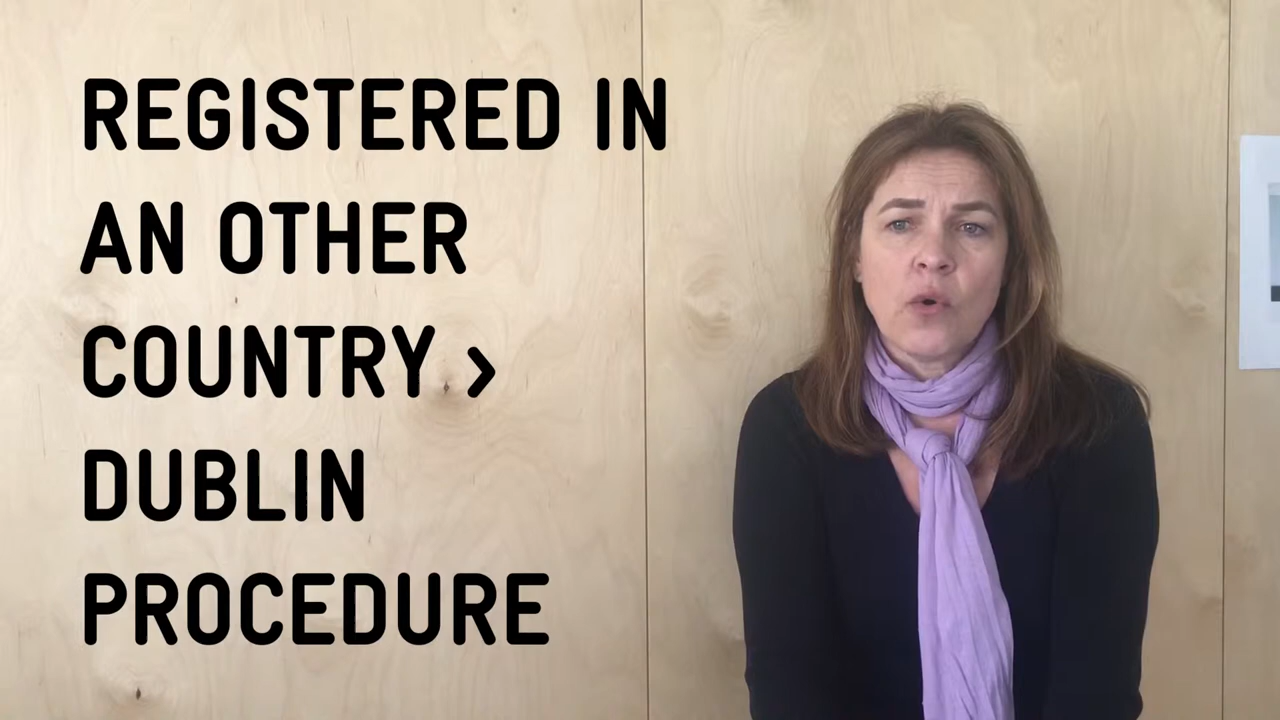 REGISTERED IN
AN OTHER
COUNTRY >
DUBLIN
PROCEDURE